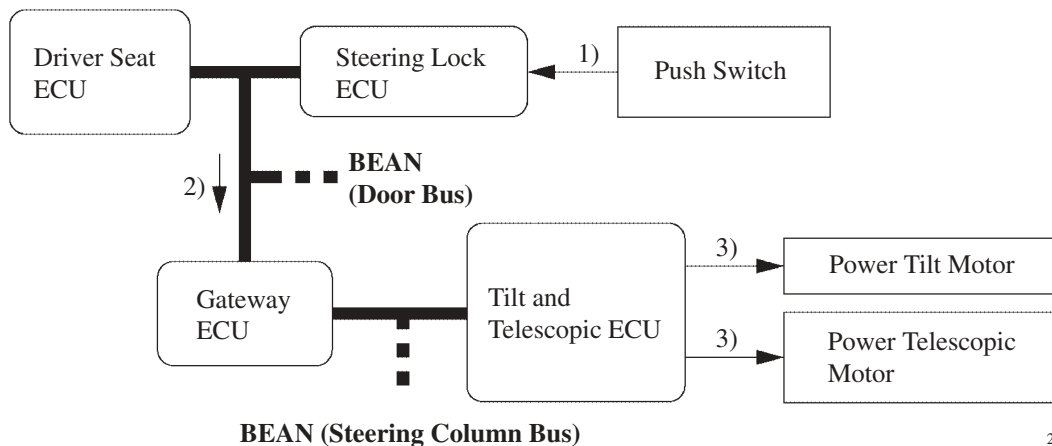 Driver Seat
ECU
Steering Lock
ECU
1)
Push Switch
2)
BEAN
(Door Bus)
Gateway
ECU
Tilt and
Telescopic ECU
3)
Power Tilt Motor
3)
Power Telescopic
Motor
BEAN (Steering Column Bus)
2